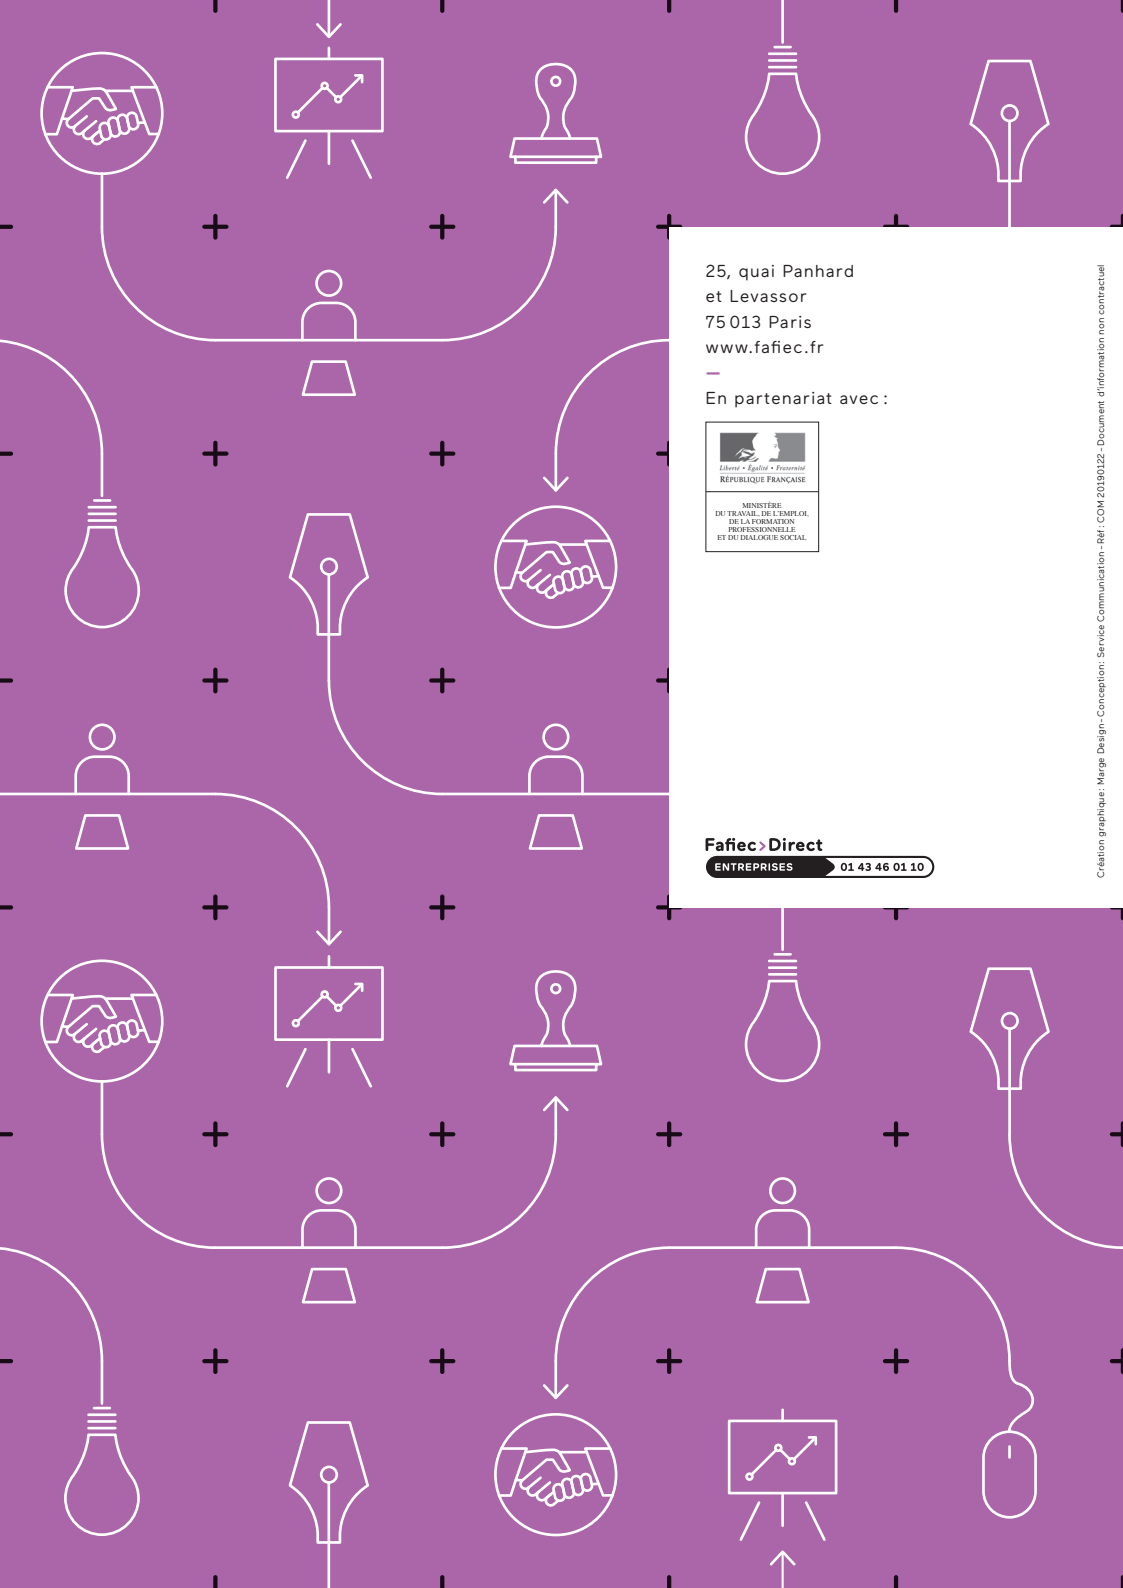 25, quai Panhard
et Levassor
75 013 Paris
www.fafiec.fr
En partenariat avec :
Liberté • Égalité • Fraternité
RÉPUBLIQUE FRANÇAISE
MINISTÈRE
DU TRAVAIL, DE L'EMPLOI,
DE LA FORMATION
PROFESSIONNELLE
ET DU DIALOGUE SOCIAL
Fafiec>Direct
ENTREPRISES 01 43 46 01 10
Création graphique : Marge Design - Conception : Service Communication - Réf : COM 20190122 - Document d'information non contractuel